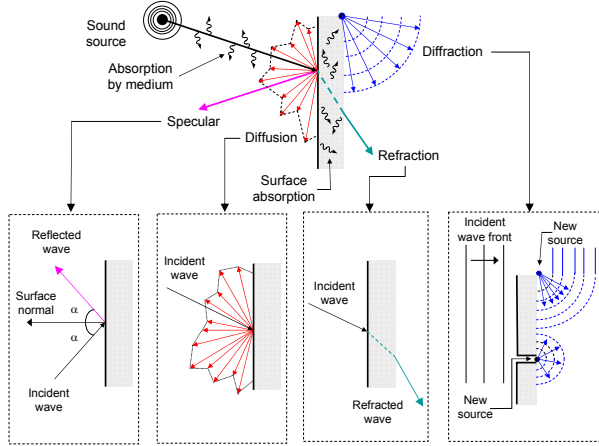 Sound
source
Absorption
by medium
Diffraction
Specular
Diffusion
Refraction
Surface
absorption
Reflected
wave
Surface
normal
α
α
Incident
wave
Incident
wave
Incident
wave
Refracted
wave
Incident
wave front
New
source
New
source